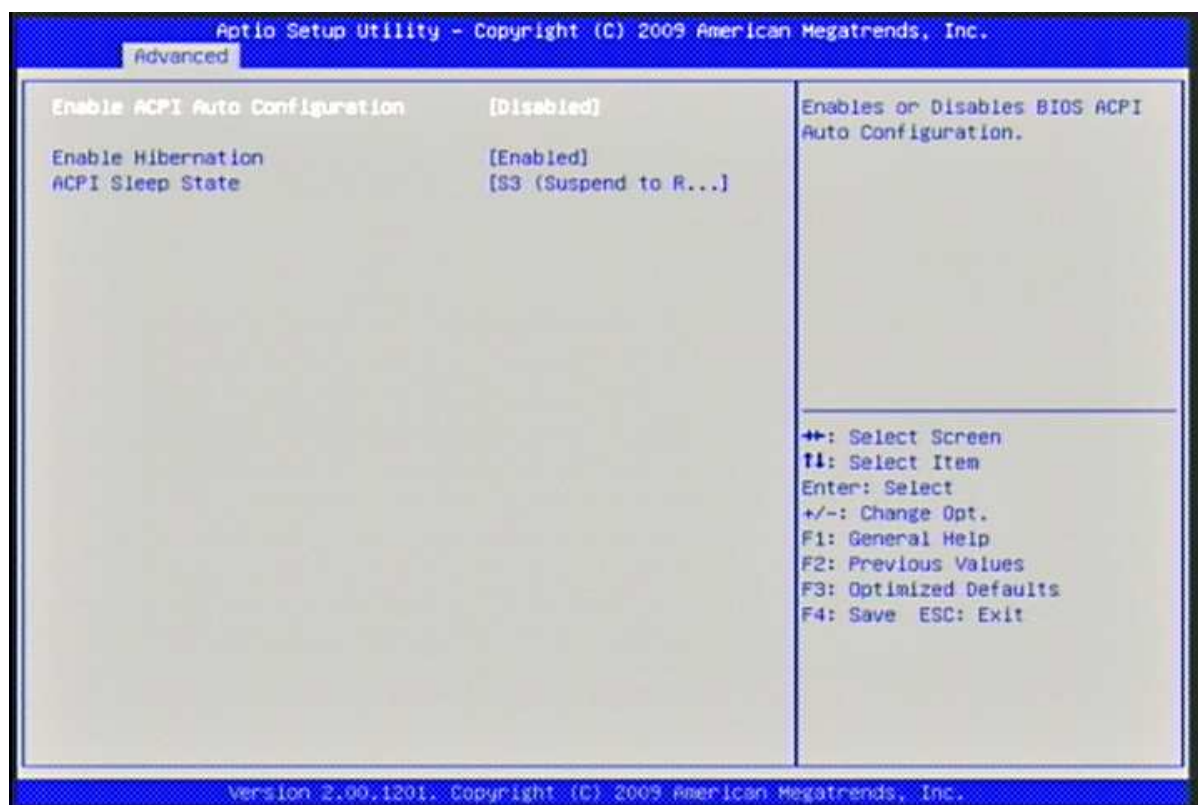 Aptio Setup Utility - Copyright (C) 2009 American Megatrends, Inc.
Advanced
Enable ACPI Auto Configuration [Disabled]
Enable Hibernation [Enabled]
ACPI Sleep State [S3 (Suspend to R...]
Enables or Disables BIOS ACPI
Auto Configuration.
→←: Select Screen
↑↓: Select Item
Enter: Select
+/-: Change Opt.
F1: General Help
F2: Previous Values
F3: Optimized Defaults
F4: Save ESC: Exit
Version 2.00.1201. Copyright (C) 2009 American Megatrends, Inc.